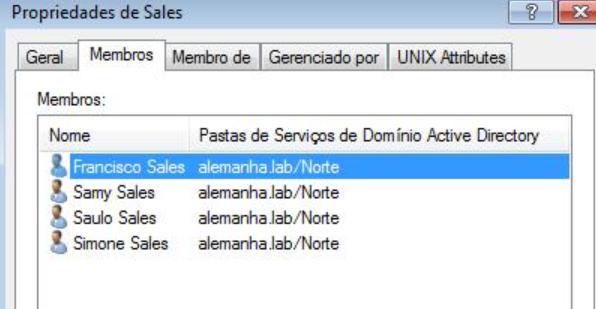 Propriedades de Sales
Geral Membros Membro de Gerenciado por UNIX Attributes
Membros:
Nome Pastas de Serviços de Domínio Active Directory
Francisco Sales alemanha.lab/Norte
Samy Sales alemanha.lab/Norte
Saulo Sales alemanha.lab/Norte
Simone Sales alemanha.lab/Norte